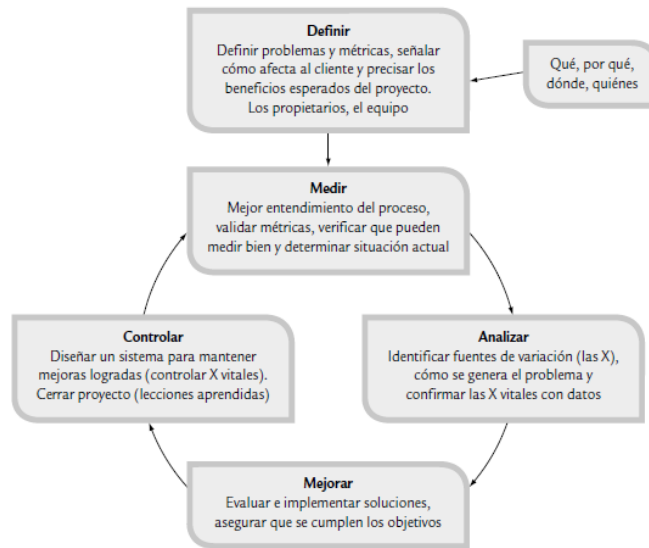 Definir
Definir problemas y métricas, señalar
cómo afecta al cliente y precisar los
beneficios esperados del proyecto.
Los propietarios, el equipo
Qué, por qué,
dónde, quiénes
Medir
Mejor entendimiento del proceso,
validar métricas, verificar que pueden
medir bien y determinar situación actual
Controlar
Diseñar un sistema para mantener
mejoras logradas (controlar X vitales).
Cerrar proyecto (lecciones aprendidas)
Analizar
Identificar fuentes de variación (las X),
cómo se genera el problema y
confirmar las X vitales con datos
Mejorar
Evaluar e implementar soluciones,
asegurar que se cumplen los objetivos